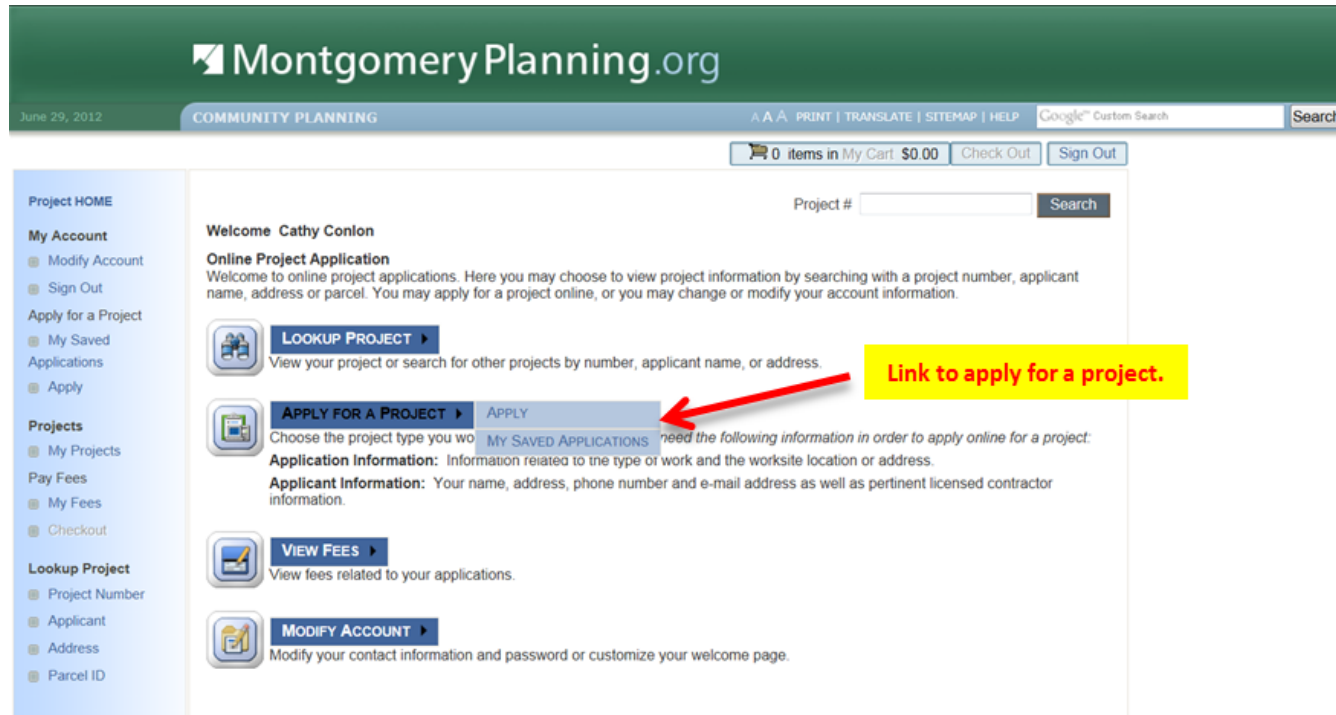 MontgomeryPlanning.org
June 29, 2012
COMMUNITY PLANNING
A A A PRINT | TRANSLATE | SITEMAP | HELP
Google™ Custom Search
Search
0 items in My Cart $0.00
Check Out
Sign Out
Project HOME
My Account
Modify Account
Sign Out
Apply for a Project
My Saved
Applications
Apply
Projects
My Projects
Pay Fees
My Fees
Checkout
Lookup Project
Project Number
Applicant
Address
Parcel ID
Project #
Search
Welcome Cathy Conlon
Online Project Application
Welcome to online project applications. Here you may choose to view project information by searching with a project number, applicant
name, address or parcel. You may apply for a project online, or you may change or modify your account information.
LOOKUP PROJECT
View your project or search for other projects by number, applicant name, or address.
Link to apply for a project.
APPLY FOR A PROJECT
APPLY
MY SAVED APPLICATIONS
Choose the project type you wo need the following information in order to apply online for a project:
Application Information: Information related to the type of work and the worksite location or address.
Applicant Information: Your name, address, phone number and e-mail address as well as pertinent licensed contractor
information.
VIEW FEES
View fees related to your applications.
MODIFY ACCOUNT
Modify your contact information and password or customize your welcome page.